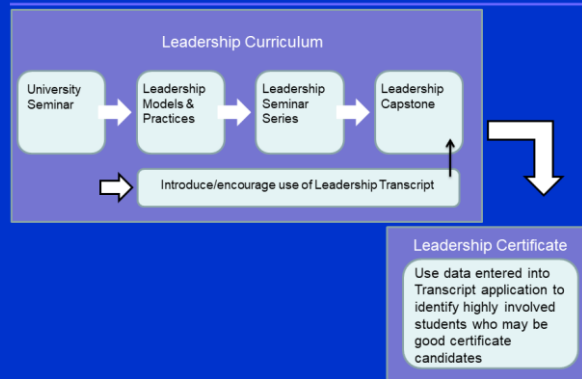 Leadership Curriculum
University
Seminar
Leadership
Models &
Practices
Leadership
Seminar
Series
Leadership
Capstone
Introduce/encourage use of Leadership Transcript
Leadership Certificate
Use data entered into
Transcript application to
identify highly involved
students who may be
good certificate
candidates